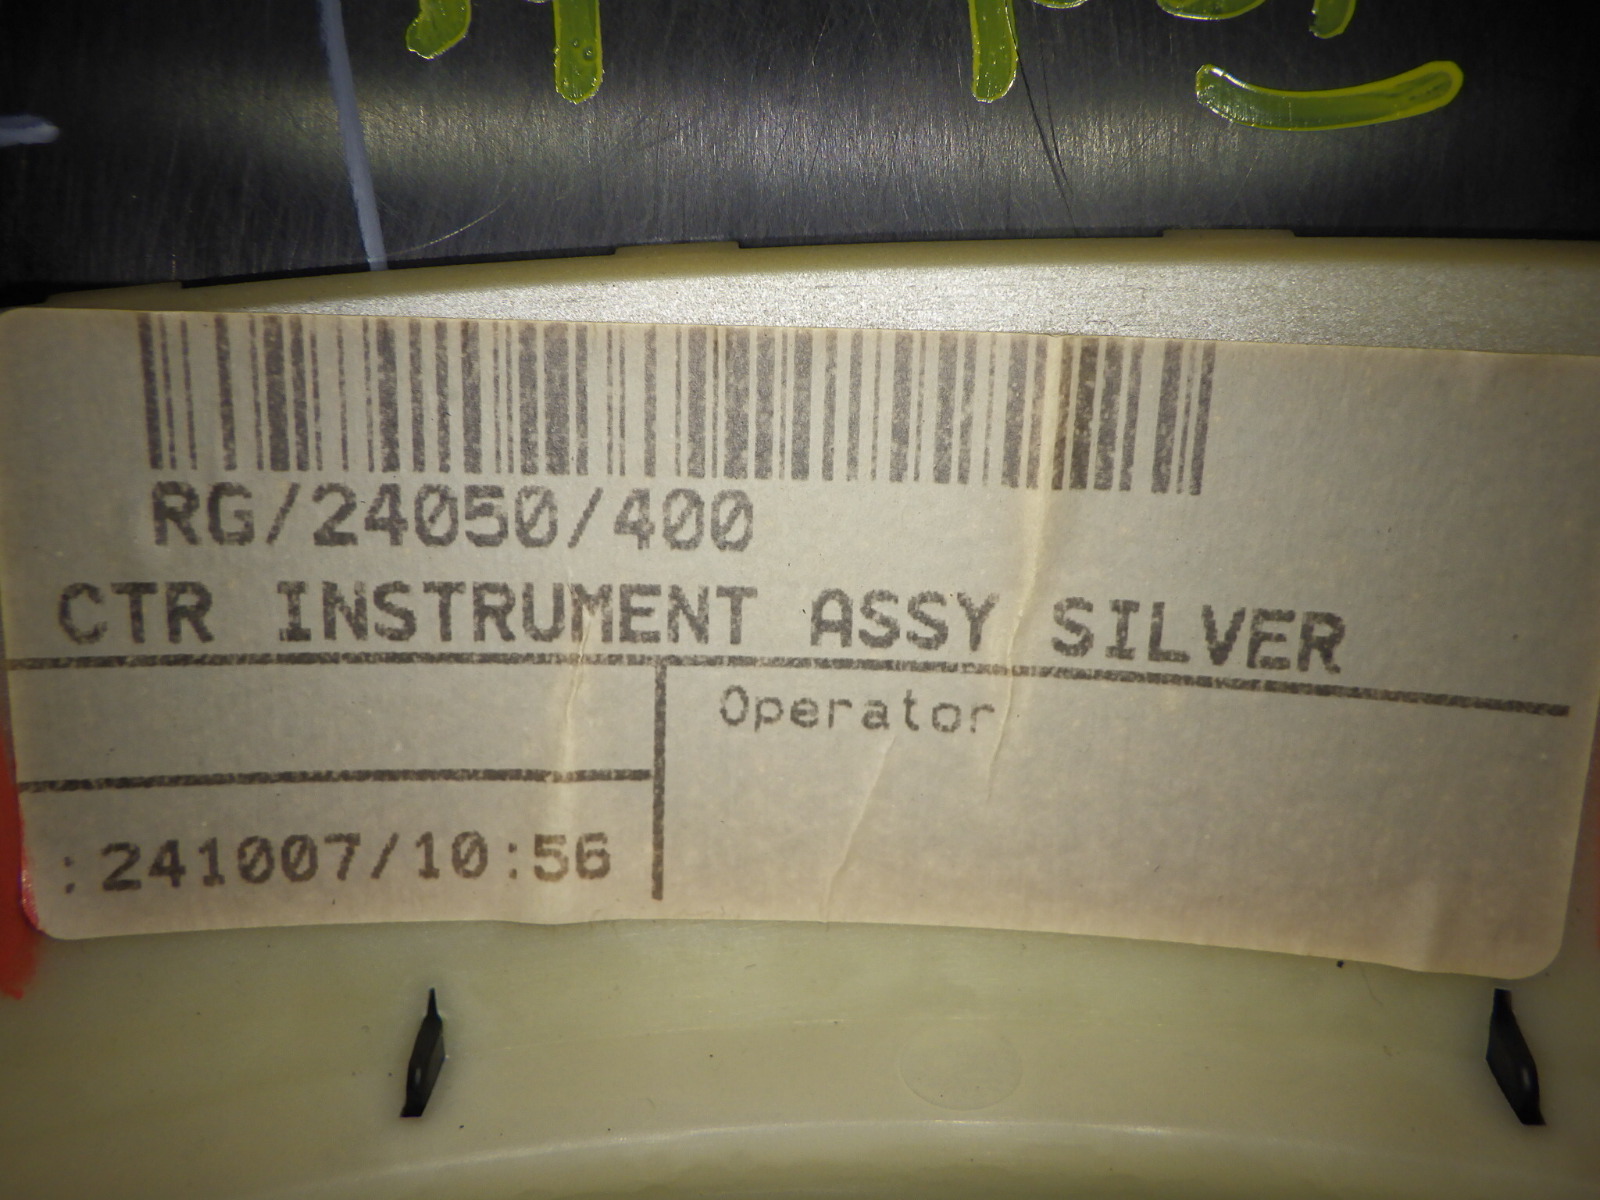 RG/24050/400
CTR INSTRUMENT ASSY SILVER
Operator
:241007/10:56